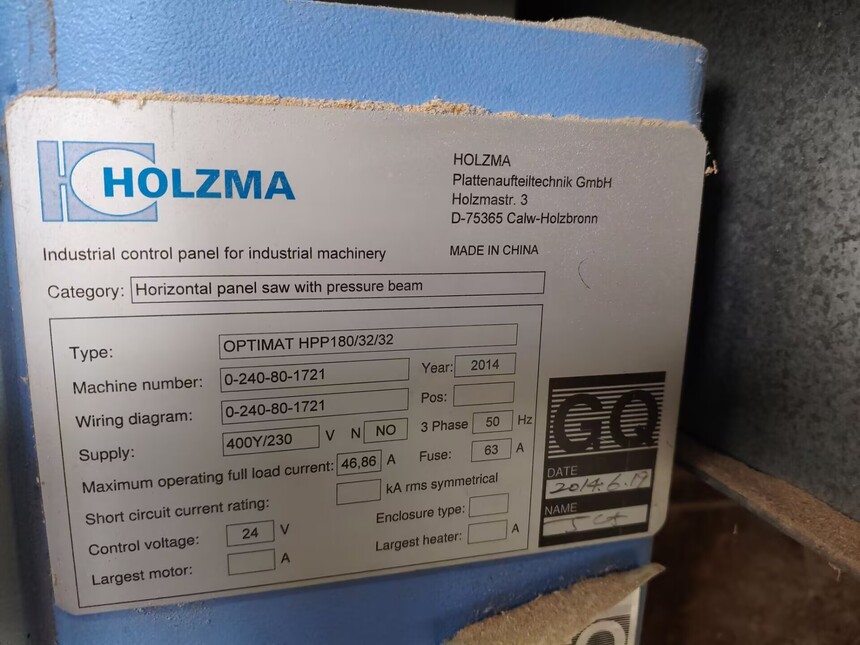 HOLZMA
HOLZMA
Plattenaufteiltechnik GmbH
Holzmastr. 3
D-75365 Calw-Holzbronn
Industrial control panel for industrial machinery
MADE IN CHINA
Category: Horizontal panel saw with pressure beam
Type: OPTIMAT HPP180/32/32
Machine number: 0-240-80-1721 Year: 2014
Wiring diagram: 0-240-80-1721 Pos:
Supply: 400Y/230 V N NO 3 Phase 50 Hz
Maximum operating full load current: 46,86 A Fuse: 63 A
Short circuit current rating: kA rms symmetrical
Control voltage: 24 V Enclosure type:
Largest motor: A Largest heater: A
GQ
DATE
2014.6.19
NAME